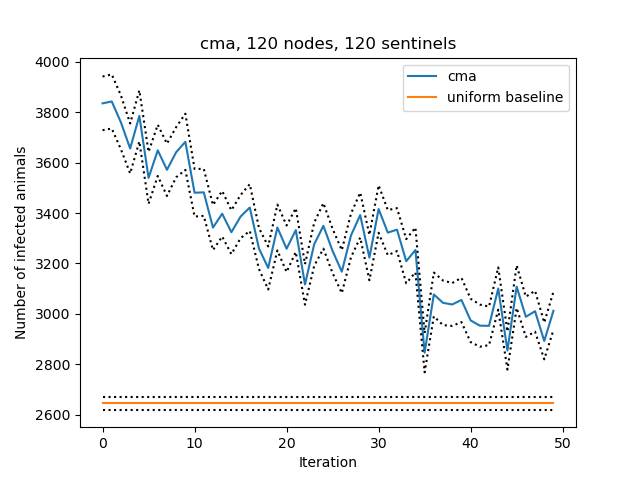 cma, 120 nodes, 120 sentinels
cma
uniform baseline
Number of infected animals
4000
3800
3600
3400
3200
3000
2800
2600
0 10 20 30 40 50
Iteration